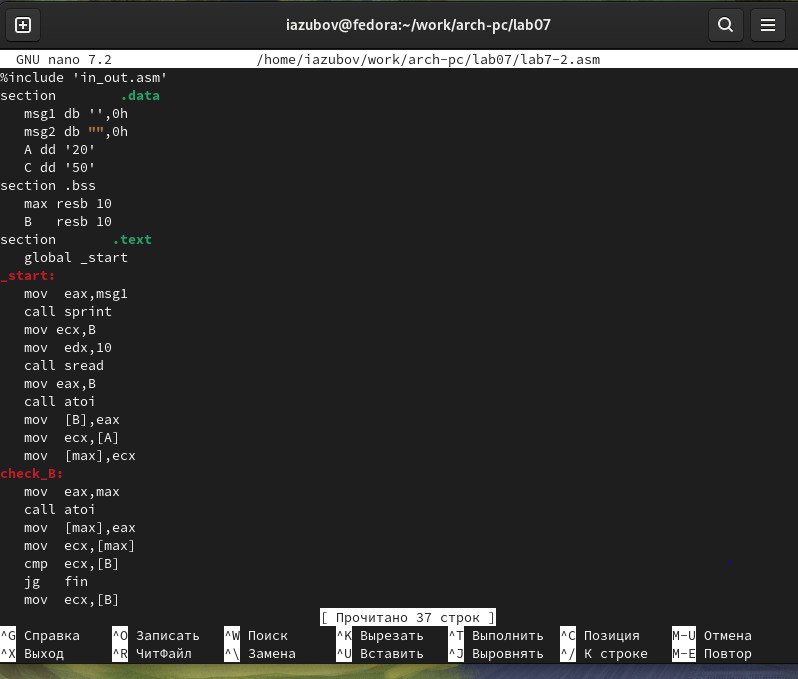 iazubov@fedora:~/work/arch-pc/lab07
GNU nano 7.2 /home/iazubov/work/arch-pc/lab07/lab7-2.asm
%include 'in_out.asm'
section        .data
   msg1 db '',0h
   msg2 db "",0h
   A dd '20'
   C dd '50'
section .bss
   max resb 10
   B   resb 10
section       .text
   global _start
_start:
   mov  eax,msg1
   call sprint
   mov ecx,B
   mov  edx,10
   call sread
   mov eax,B
   call atoi
   mov  [B],eax
   mov  ecx,[A]
   mov  [max],ecx
check_B:
   mov  eax,max
   call atoi
   mov  [max],eax
   mov  ecx,[max]
   cmp  ecx,[B]
   jg   fin
   mov  ecx,[B]
[ Прочитано 37 строк ]
^G Справка ^O Записать ^W Поиск ^K Вырезать ^T Выполнить ^C Позиция M-U Отмена
^X Выход ^R ЧитФайл ^\ Замена ^U Вставить ^J Выровнять ^/ К строке M-E Повтор